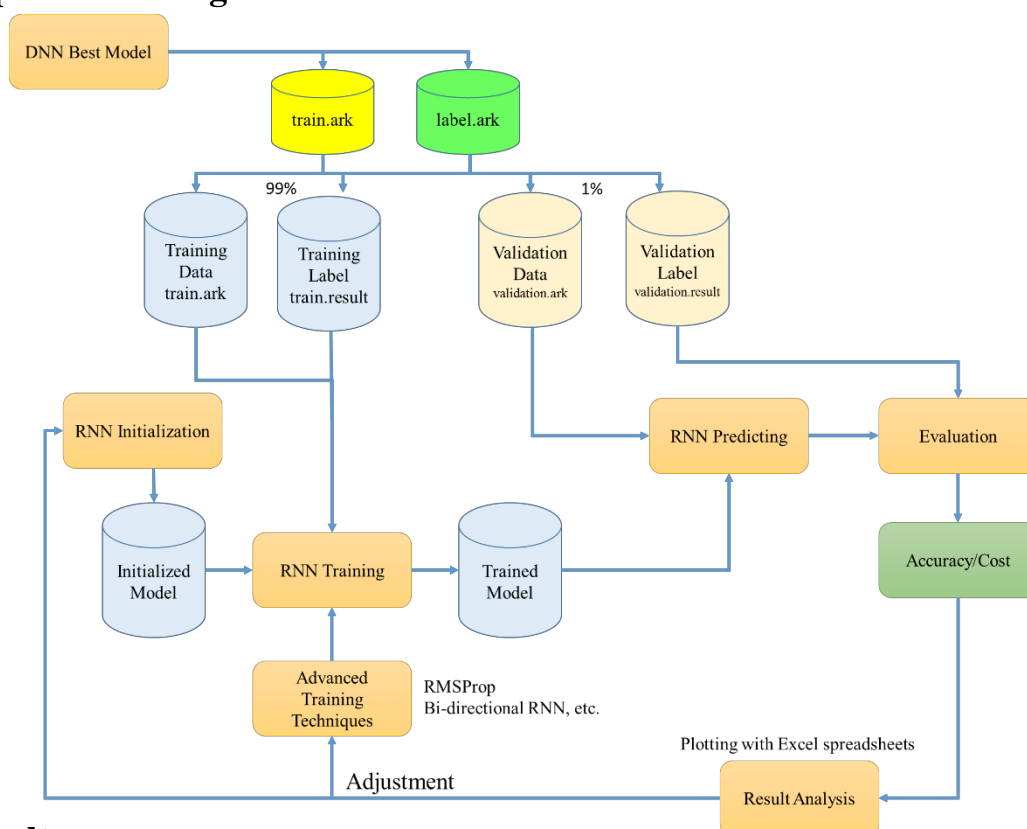 DNN Best Model
train.ark
label.ark
99%
1%
Training
Data
train.ark
Training
Label
train.result
Validation
Data
validation.ark
Validation
Label
validation.result
RNN Initialization
RNN Predicting
Evaluation
Initialized
Model
RNN Training
Trained
Model
Accuracy/Cost
Advanced
Training
Techniques
RMSProp
Bi-directional RNN, etc.
Plotting with Excel spreadsheets
Adjustment
Result Analysis